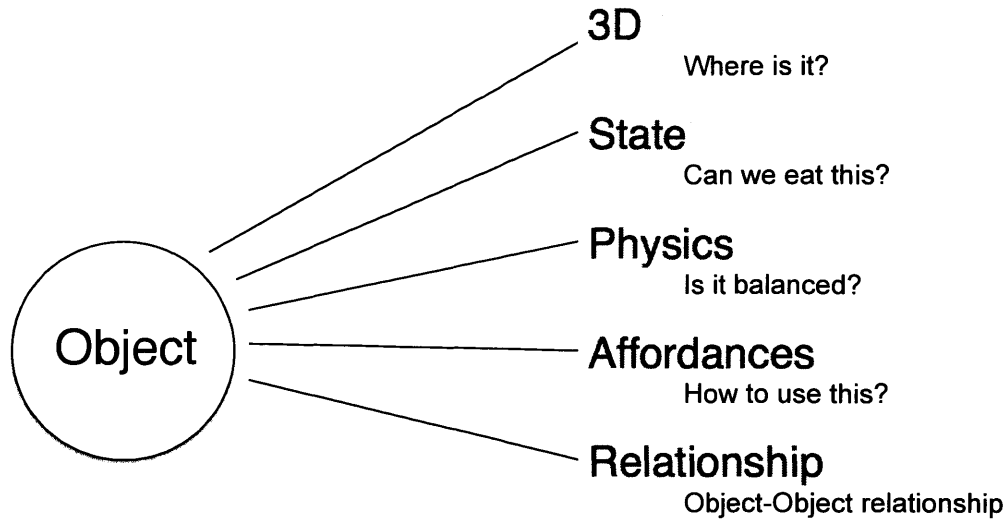 3D
Where is it?
State
Can we eat this?
Physics
Is it balanced?
Object
Affordances
How to use this?
Relationship
Object-Object relationship